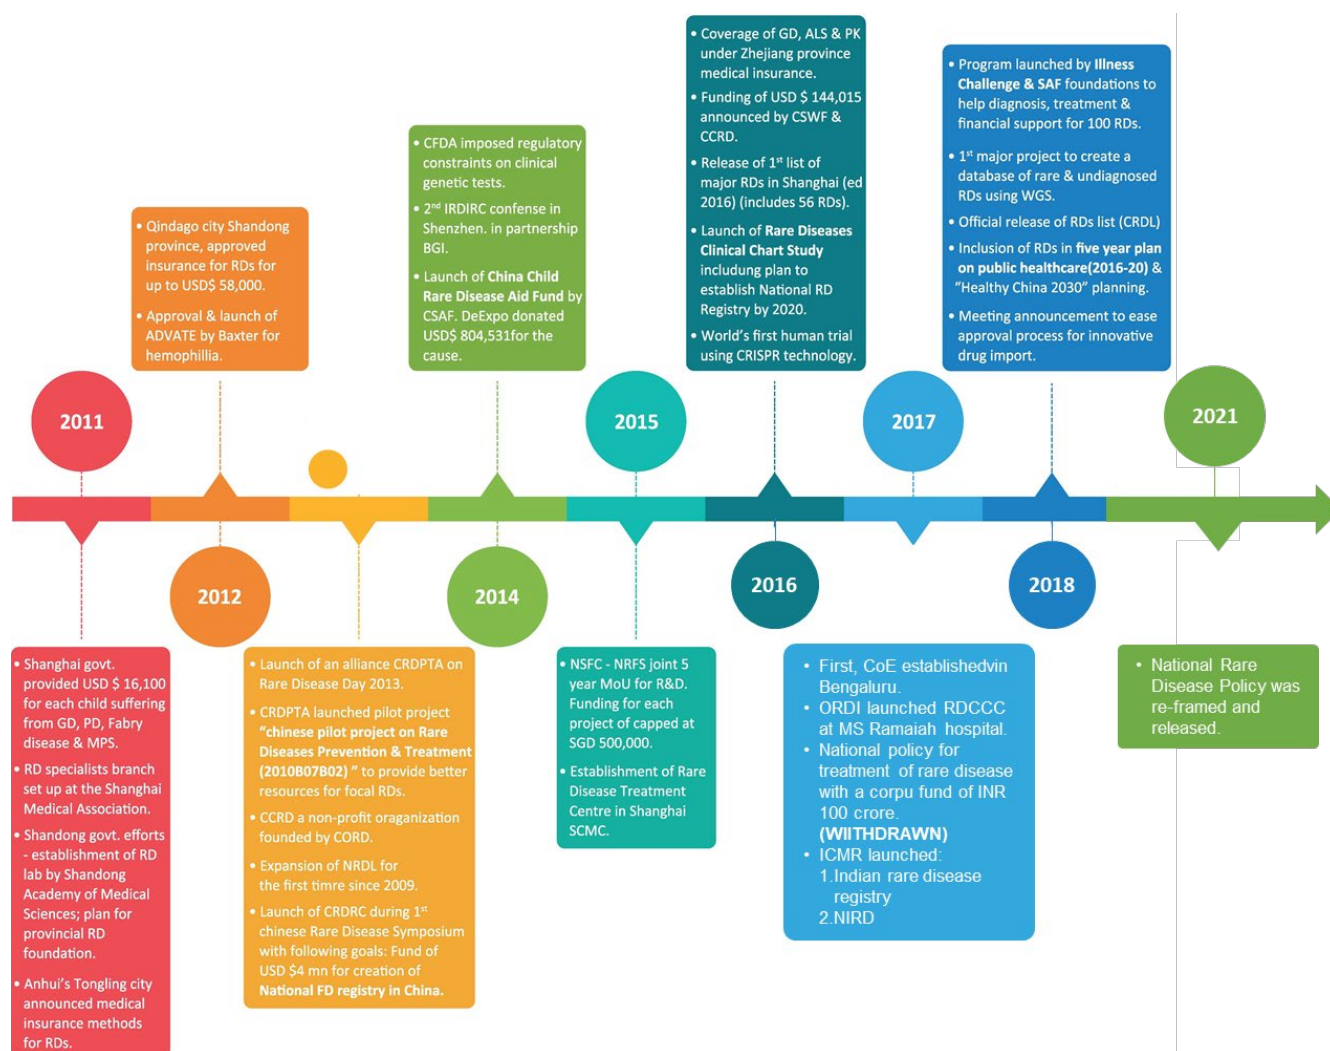 • Coverage of GD, ALS & PK
under Zhejiang province
medical insurance.
• Funding of USD $ 144,015
announced by CSWF &
CCRD.
• Release of 1st list of
major RDs in Shanghai (ed
2016) (includes 56 RDs).
• Launch of Rare Diseases
Clinical Chart Study
includung plan to
establish National RD
Registry by 2020.
• World's first human trial
using CRISPR technology.
• Program launched by Illness
Challenge & SAF foundations to
help diagnosis, treatment &
financial support for 100 RDs.
• 1st major project to create a
database of rare & undiagnosed
RDs using WGS.
• Official release of RDs list (CRDL)
• Inclusion of RDs in five year plan
on public healthcare(2016-20) &
"Healthy China 2030" planning.
• Meeting announcement to ease
approval process for innovative
drug import.
• CFDA imposed regulatory
constraints on clinical
genetic tests.
• 2nd IRDIRC confense in
Shenzhen. in partnership
BGI.
• Launch of China Child
Rare Disease Aid Fund by
CSAF. DeExpo donated
USD$ 804,531for the
cause.
• Qindago city Shandong
province, approved
insurance for RDs for
up to USD$ 58,000.
• Approval & launch of
ADVATE by Baxter for
hemophillia.
2011
2015
2017
2021
2012
2014
2016
2018
• Shanghai govt.
provided USD $ 16,100
for each child suffering
from GD, PD, Fabry
disease & MPS.
• RD specialists branch
set up at the Shanghai
Medical Association.
• Shandong govt. efforts
- establishment of RD
lab by Shandong
Academy of Medical
Sciences; plan for
provincial RD
foundation.
• Anhui's Tongling city
announced medical
insurance methods
for RDs.
• Launch of an alliance CRDPTA on
Rare Disease Day 2013.
• CRDPTA launched pilot project
"chinese pilot project on Rare
Diseases Prevention & Treatment
(2010B07B02) " to provide better
resources for focal RDs.
• CCRD a non-profit oraganization
founded by CORD.
• Expansion of NRDL for
the first timre since 2009.
• Launch of CRDRC during 1st
chinese Rare Disease Symposium
with following goals: Fund of
USD $4 mn for creation of
National FD registry in China.
• NSFC - NRFS joint 5
year MoU for R&D.
Funding for each
project of capped at
SGD 500,000.
• Establishment of Rare
Disease Treatment
Centre in Shanghai
SCMC.
• First, CoE establishedvin
Bengaluru.
• ORDI launched RDCCC
at MS Ramaiah hospital.
• National policy for
treatment of rare disease
with a corpu fund of INR
100 crore.
(WIITHDRAWN)
• ICMR launched:
1.Indian rare disease
registry
2.NIRD
• National Rare
Disease Policy was
re-framed and
released.